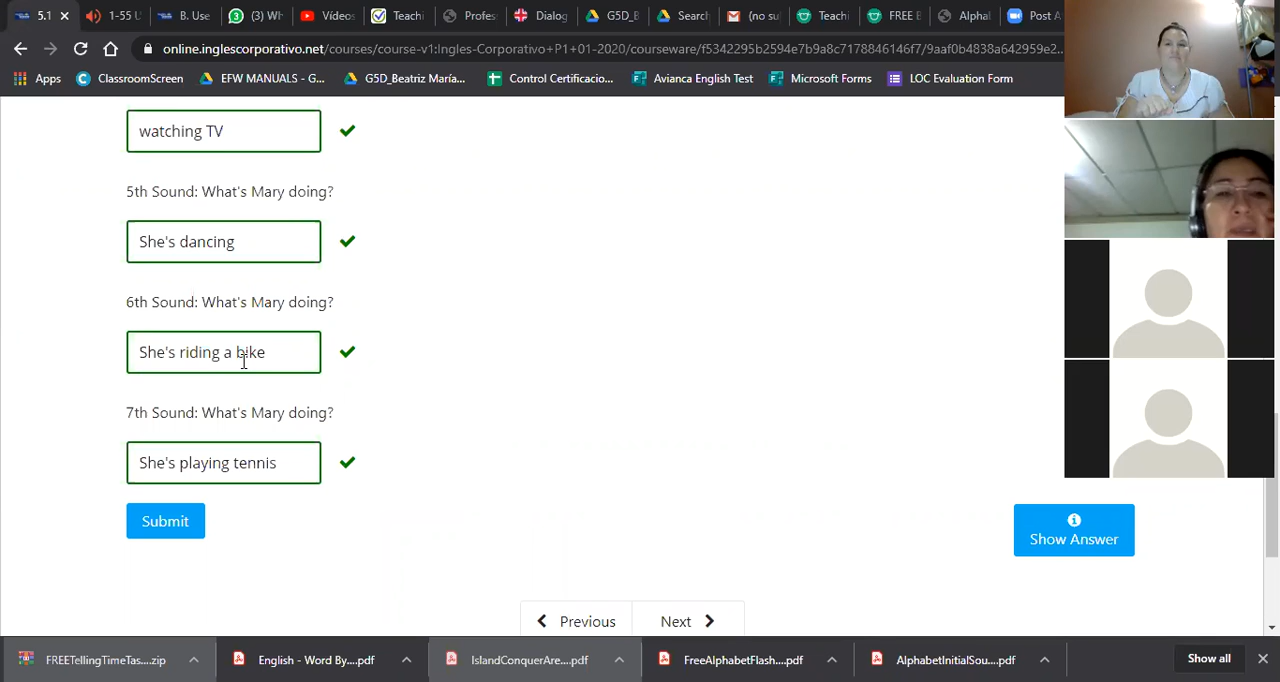 5.1
1-55 U
B. Use
(3) Wh
Vídeos
Teachi
Profes
Dialog
G5D_B
Search
(no su
Teachi
FREE B
Alphal
Post A
online.inglescorporativo.net/courses/course-v1:Ingles-Corporativo+P1+01-2020/courseware/f5342295b2594e7b9a8c7178846146f7/9aaf0b4838a642959e2...
Apps
ClassroomScreen
EFW MANUALS - G...
G5D_Beatriz María...
Control Certificacio...
Avianca English Test
Microsoft Forms
LOC Evaluation Form
watching TV
5th Sound: What's Mary doing?
She's dancing
6th Sound: What's Mary doing?
She's riding a bike
7th Sound: What's Mary doing?
She's playing tennis
Submit
Show Answer
Previous
Next
FREETellingTimeTas....zip
English - Word By....pdf
IslandConquerAre....pdf
FreeAlphabetFlash....pdf
AlphabetInitialSou....pdf
Show all